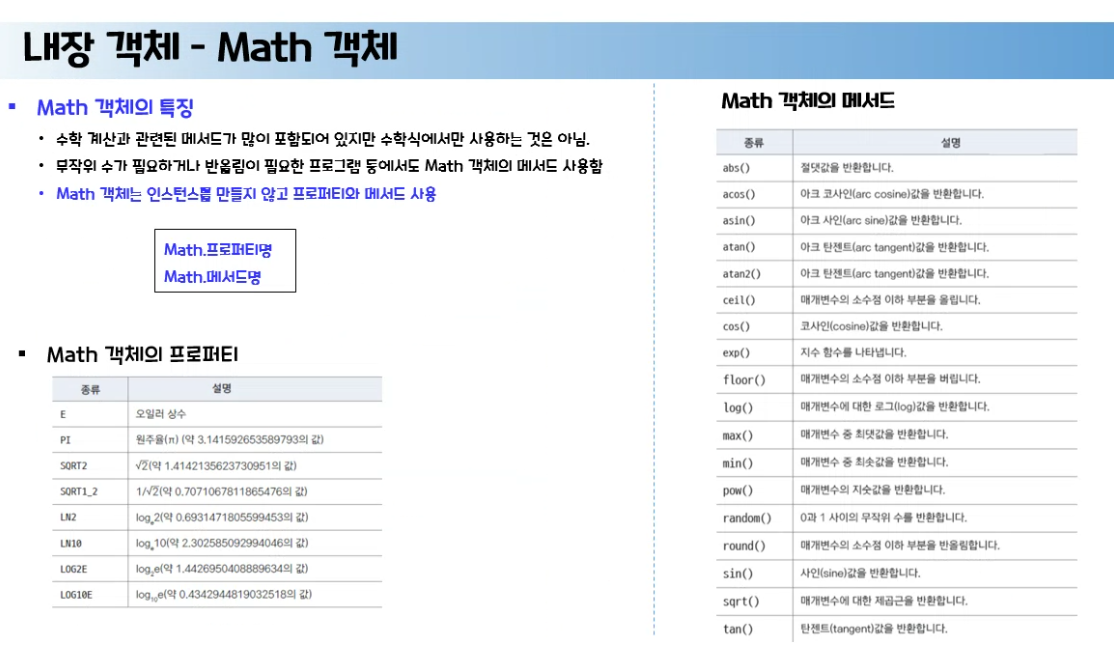 내장 객체 - Math 객체
▪ Math 객체의 특징
• 수학 계산과 관련된 메서드가 많이 포함되어 있지만 수학식에서만 사용하는 것은 아님.
• 무작위 수가 필요하거나 반올림이 필요한 프로그램 등에서도 Math 객체의 메서드 사용함
• Math 객체는 인스턴스를 만들지 않고 프로퍼티와 메서드 사용
Math.프로퍼티명
Math.메서드명
▪ Math 객체의 프로퍼티
종류 설명
E 오일러 상수
PI 원주율(π) (약 3.141592653589793의 값)
SQRT2 √2(약 1.4142135623730951의 값)
SQRT1_2 1/√2(약 0.7071067811865476의 값)
LN2 logₑ2(약 0.6931471805599453의 값)
LN10 logₑ10(약 2.302585092994046의 값)
LOG2E log₂e(약 1.4426950408889634의 값)
LOG10E log₁₀e(약 0.4342944819032518의 값)
Math 객체의 메서드
종류 설명
abs() 절댓값을 반환합니다.
acos() 아크 코사인(arc cosine)값을 반환합니다.
asin() 아크 사인(arc sine)값을 반환합니다.
atan() 아크 탄젠트(arc tangent)값을 반환합니다.
atan2() 아크 탄젠트(arc tangent)값을 반환합니다.
ceil() 매개변수의 소수점 이하 부분을 올립니다.
cos() 코사인(cosine)값을 반환합니다.
exp() 지수 함수를 나타냅니다.
floor() 매개변수의 소수점 이하 부분을 버립니다.
log() 매개변수에 대한 로그(log)값을 반환합니다.
max() 매개변수 중 최댓값을 반환합니다.
min() 매개변수 중 최솟값을 반환합니다.
pow() 매개변수의 지숫값을 반환합니다.
random() 0과 1 사이의 무작위 수를 반환합니다.
round() 매개변수의 소수점 이하 부분을 반올림합니다.
sin() 사인(sine)값을 반환합니다.
sqrt() 매개변수에 대한 제곱근을 반환합니다.
tan() 탄젠트(tangent)값을 반환합니다.